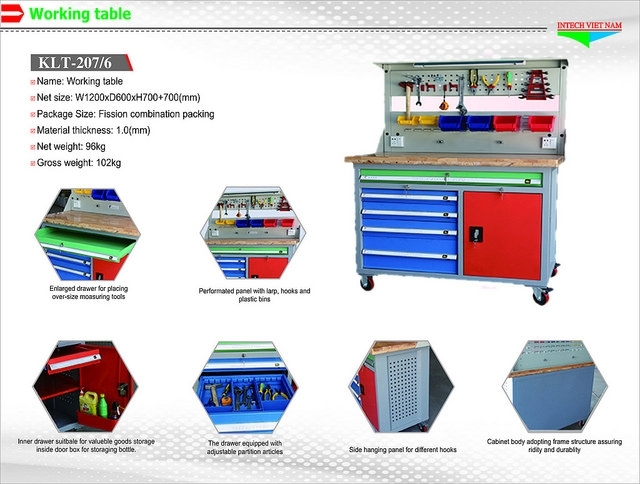 Working table
INTECH VIET NAM
KLT-207/6
Name: Working table
Net size: W1200xD600xH700+700(mm)
Package Size: Fission combination packing
Material thickness: 1.0(mm)
Net weight: 96kg
Gross weight: 102kg
Enlarged drawer for placing
over-size moasuring tools
Performated panel with larp, hooks and
plastic bins
Inner drawer suitbale for valueble goods storage
inside door box for storaging bottle.
The drawer equipped with
adjustable partition articles
Side hanging panel for different hooks
Cabinet body adopting frame structure assuring
ridity and durablity